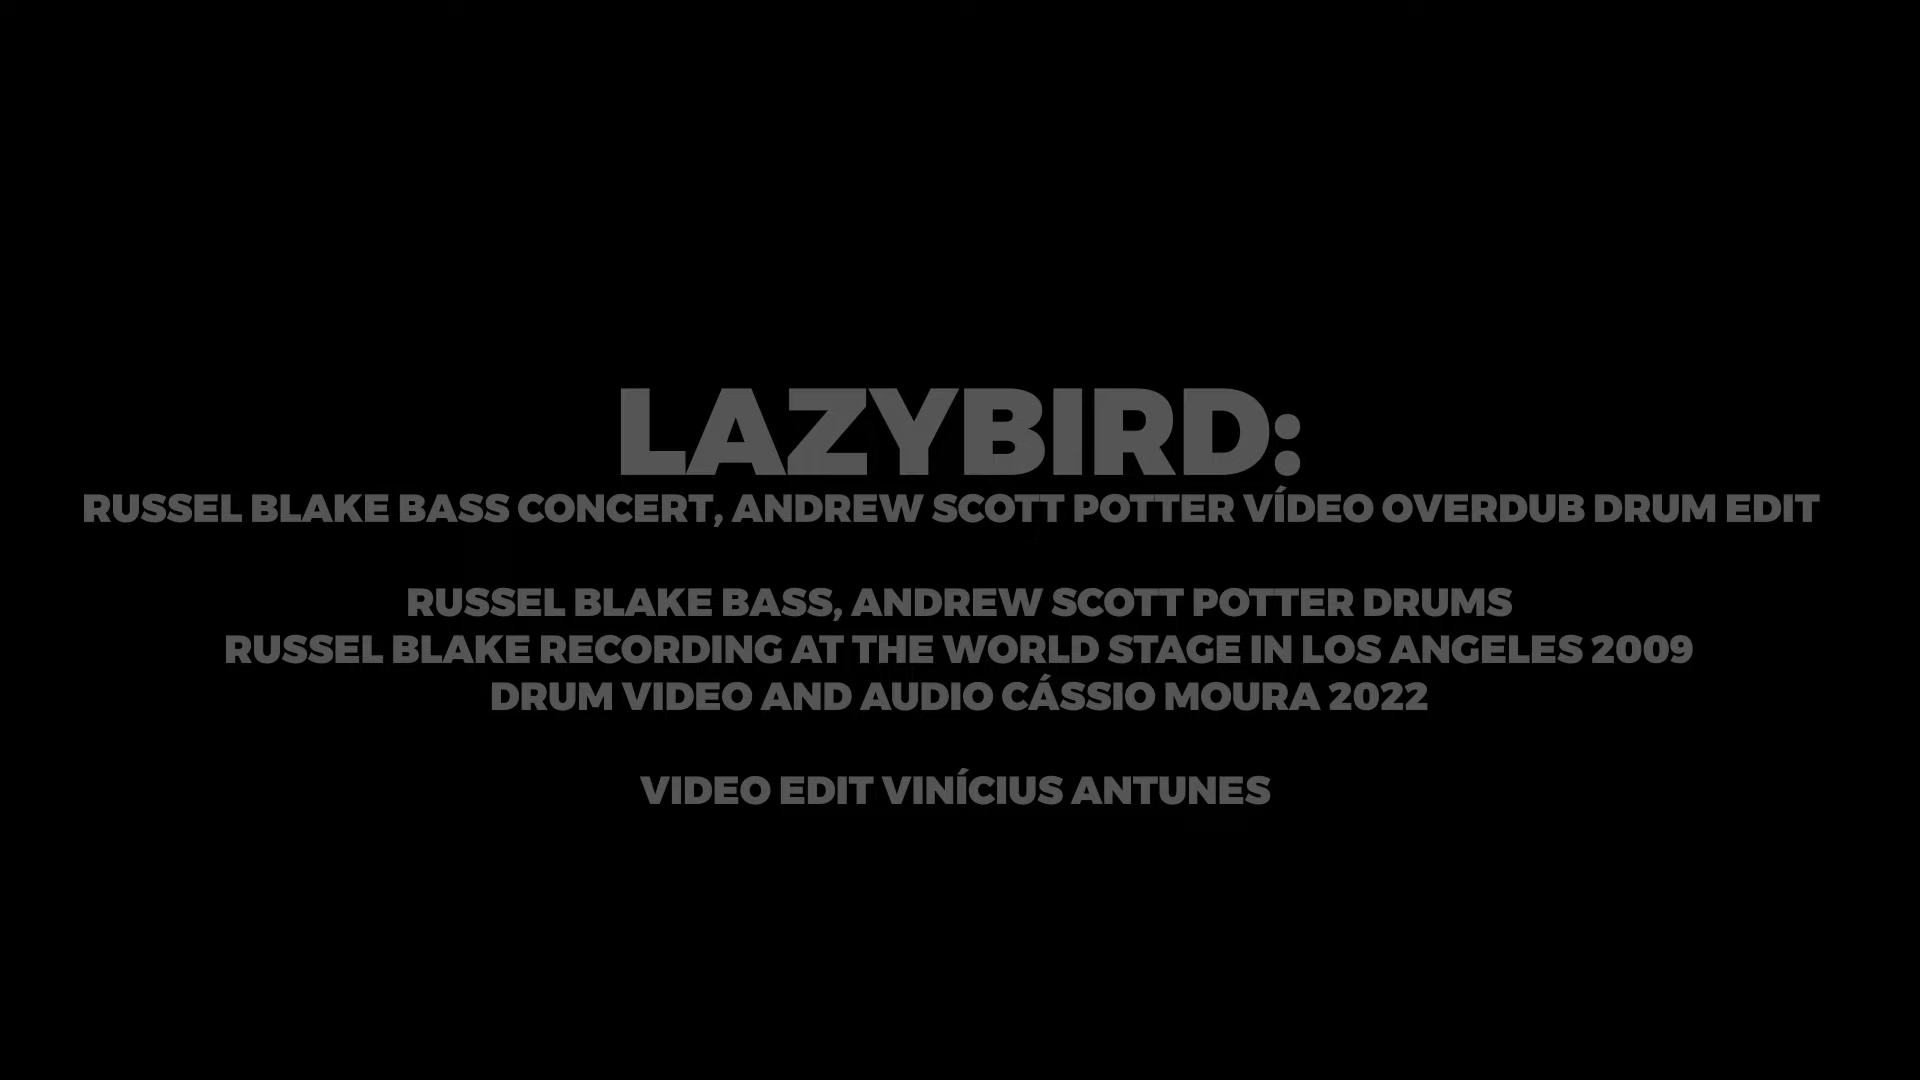 LAZYBIRD:
RUSSEL BLAKE BASS CONCERT, ANDREW SCOTT POTTER VÍDEO OVERDUB DRUM EDIT
RUSSEL BLAKE BASS, ANDREW SCOTT POTTER DRUMS
RUSSEL BLAKE RECORDING AT THE WORLD STAGE IN LOS ANGELES 2009
DRUM VIDEO AND AUDIO CÁSSIO MOURA 2022
VIDEO EDIT VINÍCIUS ANTUNES